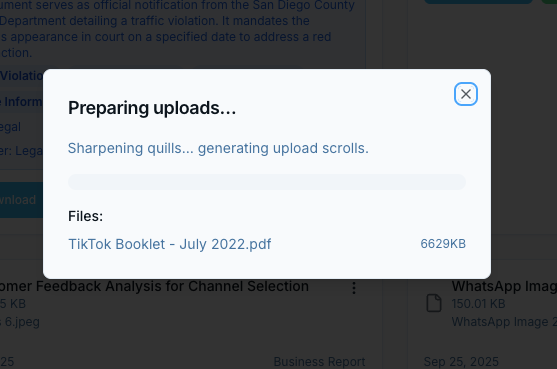 ument serves as official notification from the San Diego County
Department detailing a traffic violation. It mandates the
s appearance in court on a specified date to address a red
ction.
Violatio
e Inform
egal
er: Lega
wnload
Preparing uploads...
Sharpening quills... generating upload scrolls.
Files:
TikTok Booklet - July 2022.pdf 6629KB
omer Feedback Analysis for Channel Selection
5 KB
s 6.jpeg
25 Business Report
WhatsApp Imag
150.01 KB
WhatsApp Image 2
Sep 25, 2025